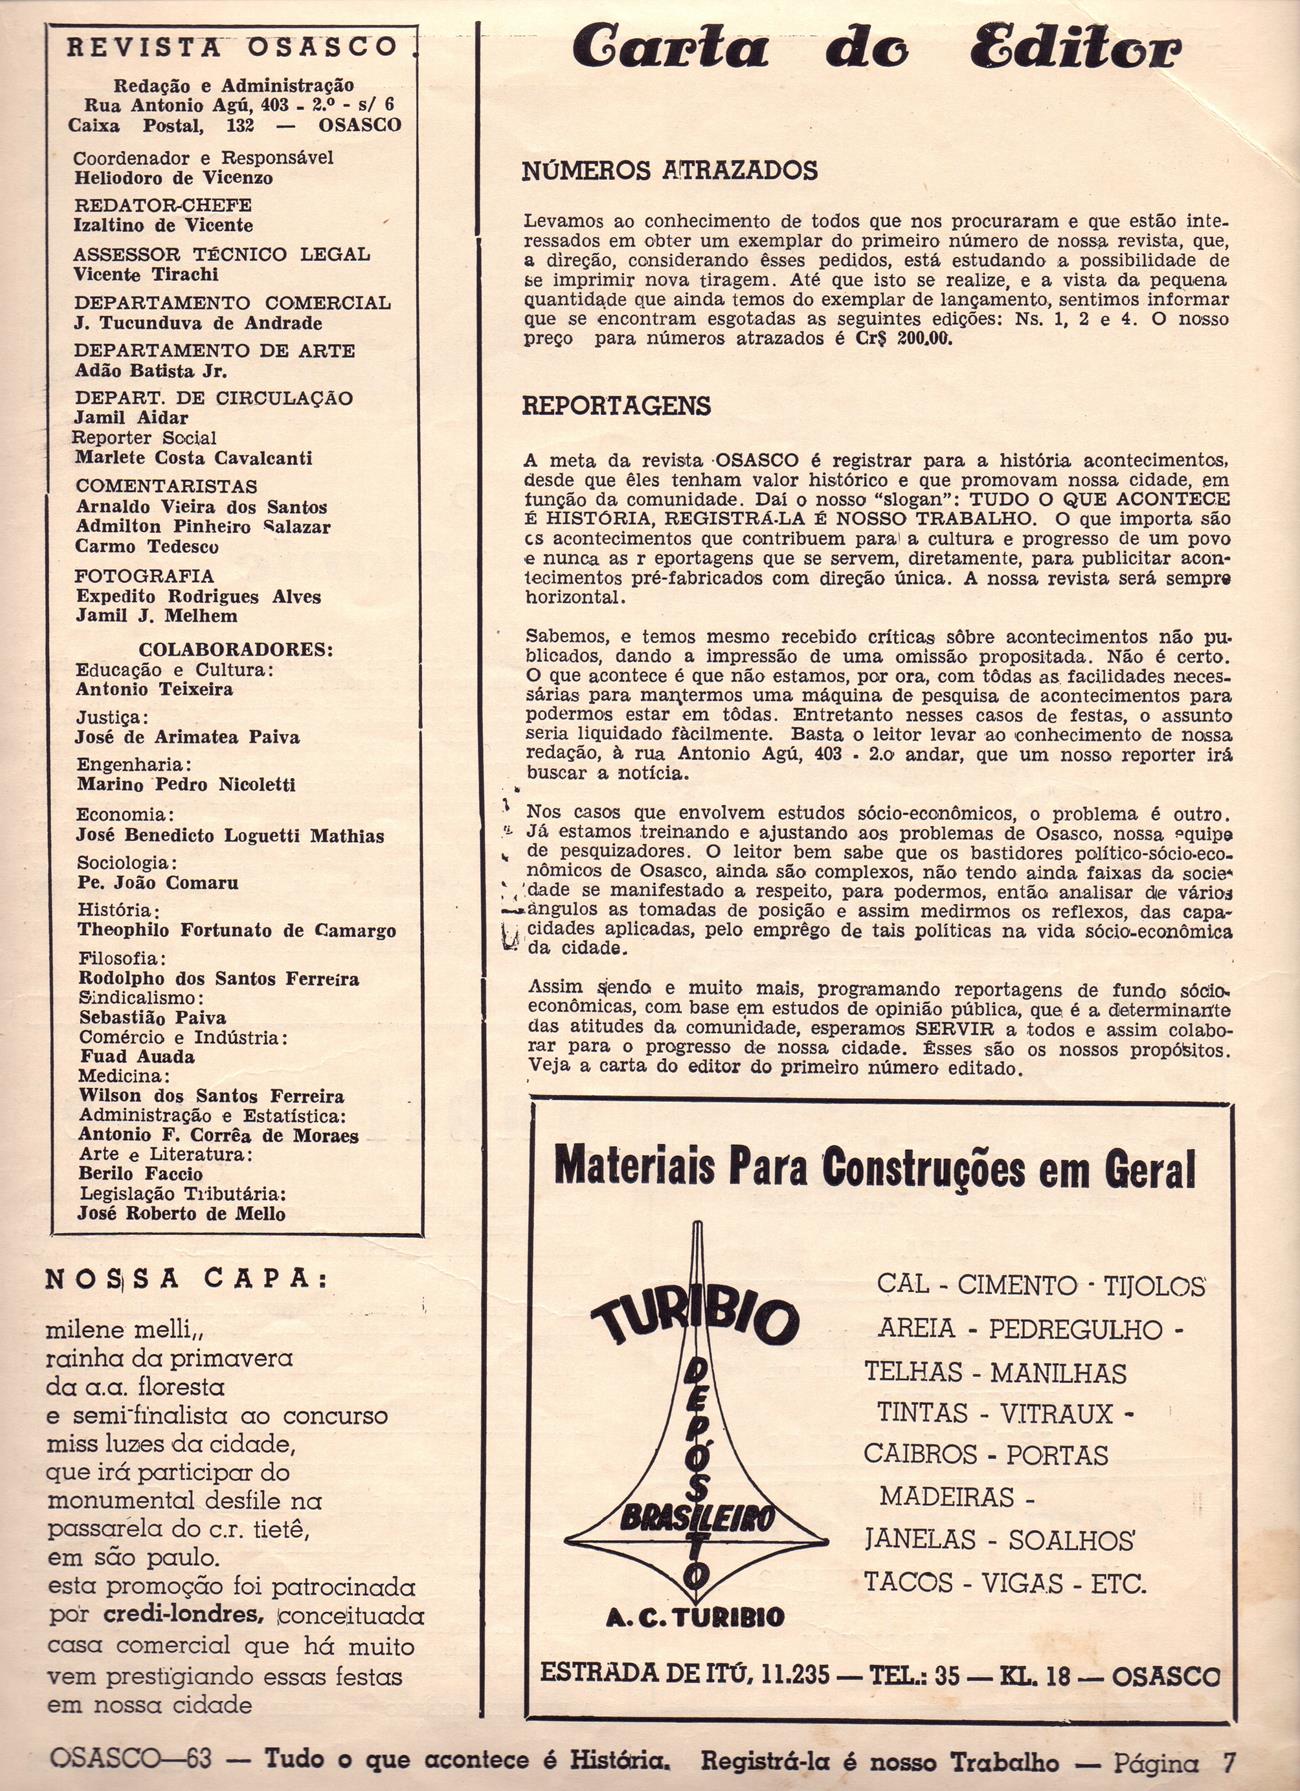 REVISTA OSASCO
Redação e Administração
Rua Antonio Agú, 403 - 2.º - s/ 6
Caixa Postal, 132 — OSASCO
Coordenador e Responsável
Heliodoro de Vicenzo
REDATOR-CHEFE
Izaltino de Vicente
ASSESSOR TÉCNICO LEGAL
Vicente Tirachi
DEPARTAMENTO COMERCIAL
J. Tucunduva de Andrade
DEPARTAMENTO DE ARTE
Adão Batista Jr.
DEPART. DE CIRCULAÇÃO
Jamil Aidar
Reporter Social
Marlete Costa Cavalcanti
COMENTARISTAS
Arnaldo Vieira dos Santos
Admilton Pinheiro Salazar
Carmo Tedesco
FOTOGRAFIA
Expedito Rodrigues Alves
Jamil J. Melhem
COLABORADORES:
Educação e Cultura:
Antonio Teixeira
Justiça:
José de Arimatea Paiva
Engenharia:
Marino Pedro Nicoletti
Economia:
José Benedicto Loguetti Mathias
Sociologia:
Pe. João Comaru
História:
Theophilo Fortunato de Camargo
Filosofia:
Rodolpho dos Santos Ferreira
Sindicalismo:
Sebastião Paiva
Comércio e Indústria:
Fuad Auada
Medicina:
Wilson dos Santos Ferreira
Administração e Estatística:
Antonio F. Corrêa de Moraes
Arte e Literatura:
Berilo Faccio
Legislação Tributária:
José Roberto de Mello
NOSSA CAPA:
milene melli,,
rainha da primavera
da a.a. floresta
e semi-finalista ao concurso
miss luzes da cidade,
que irá participar do
monumental desfile na
passarela do c.r. tietê,
em são paulo.
esta promoção foi patrocinada
por credi-londres, conceituada
casa comercial que há muito
vem prestigiando essas festas
em nossa cidade
Carta do Editor
NÚMEROS ATRAZADOS
Levamos ao conhecimento de todos que nos procuraram e que estão inte-
ressados em obter um exemplar do primeiro número de nossa revista, que,
a direção, considerando êsses pedidos, está estudando a possibilidade de
se imprimir nova tiragem. Até que isto se realize, e a vista da pequena
quantidade que ainda temos do exemplar de lançamento, sentimos informar
que se encontram esgotadas as seguintes edições: Ns. 1, 2 e 4. O nosso
preço para números atrazados é Cr$ 200,00.
REPORTAGENS
A meta da revista OSASCO é registrar para a história acontecimentos,
desde que êles tenham valor histórico e que promovam nossa cidade, em
função da comunidade. Daí o nosso "slogan": TUDO O QUE ACONTECE
É HISTÓRIA, REGISTRÁ-LA É NOSSO TRABALHO. O que importa são
os acontecimentos que contribuem para a cultura e progresso de um povo
e nunca as r eportagens que se servem, diretamente, para publicitar acon-
tecimentos pré-fabricados com direção única. A nossa revista será sempre
horizontal.
Sabemos, e temos mesmo recebido críticas sôbre acontecimentos não pu-
blicados, dando a impressão de uma omissão propositada. Não é certo.
O que acontece é que não estamos, por ora, com tôdas as facilidades neces-
sárias para mantermos uma máquina de pesquisa de acontecimentos para
podermos estar em tôdas. Entretanto nesses casos de festas, o assunto
seria liquidado fàcilmente. Basta o leitor levar ao conhecimento de nossa
redação, à rua Antonio Agú, 403 - 2.o andar, que um nosso reporter irá
buscar a notícia.
Nos casos que envolvem estudos sócio-econômicos, o problema é outro.
Já estamos treinando e ajustando aos problemas de Osasco, nossa equipe
de pesquizadores. O leitor bem sabe que os bastidores político-sócio-eco-
nômicos de Osasco, ainda são complexos, não tendo ainda faixas da socie-
dade se manifestado a respeito, para podermos, então analisar de vários
ângulos as tomadas de posição e assim medirmos os reflexos, das capa-
cidades aplicadas, pelo emprêgo de tais políticas na vida sócio-econômica
da cidade.
Assim sendo e muito mais, programando reportagens de fundo sócio-
econômicas, com base em estudos de opinião pública, que é a determinante
das atitudes da comunidade, esperamos SERVIR a todos e assim colabo-
rar para o progresso de nossa cidade. Êsses são os nossos propósitos.
Veja a carta do editor do primeiro número editado.
Materiais Para Construções em Geral
TURIBIO
DEPÓSITO
BRASILEIRO
A. C. TURIBIO
CAL - CIMENTO - TIJOLOS
AREIA - PEDREGULHO -
TELHAS - MANILHAS
TINTAS - VITRAUX -
CAIBROS - PORTAS
MADEIRAS -
JANELAS - SOALHOS
TACOS - VIGAS - ETC.
ESTRADA DE ITÚ, 11.235 — TEL.: 35 — KL. 18 — OSASCO
OSASCO—63 — Tudo o que acontece é História. Registrá-la é nosso Trabalho — Página 7